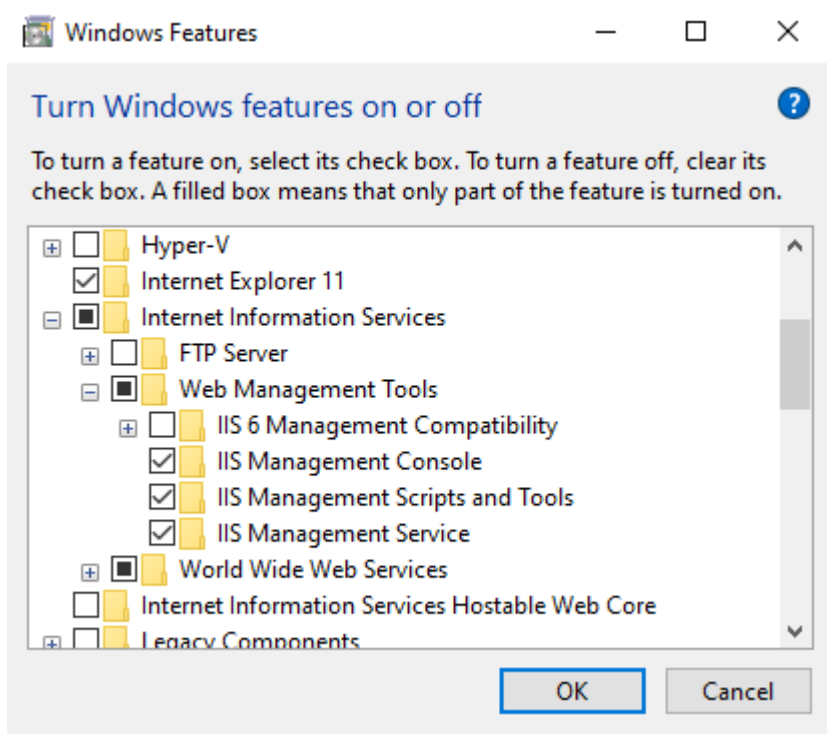 Windows Features
Turn Windows features on or off
?
To turn a feature on, select its check box. To turn a feature off, clear its
check box. A filled box means that only part of the feature is turned on.
Hyper-V
Internet Explorer 11
Internet Information Services
FTP Server
Web Management Tools
IIS 6 Management Compatibility
IIS Management Console
IIS Management Scripts and Tools
IIS Management Service
World Wide Web Services
Internet Information Services Hostable Web Core
Legacy Components
OK Cancel